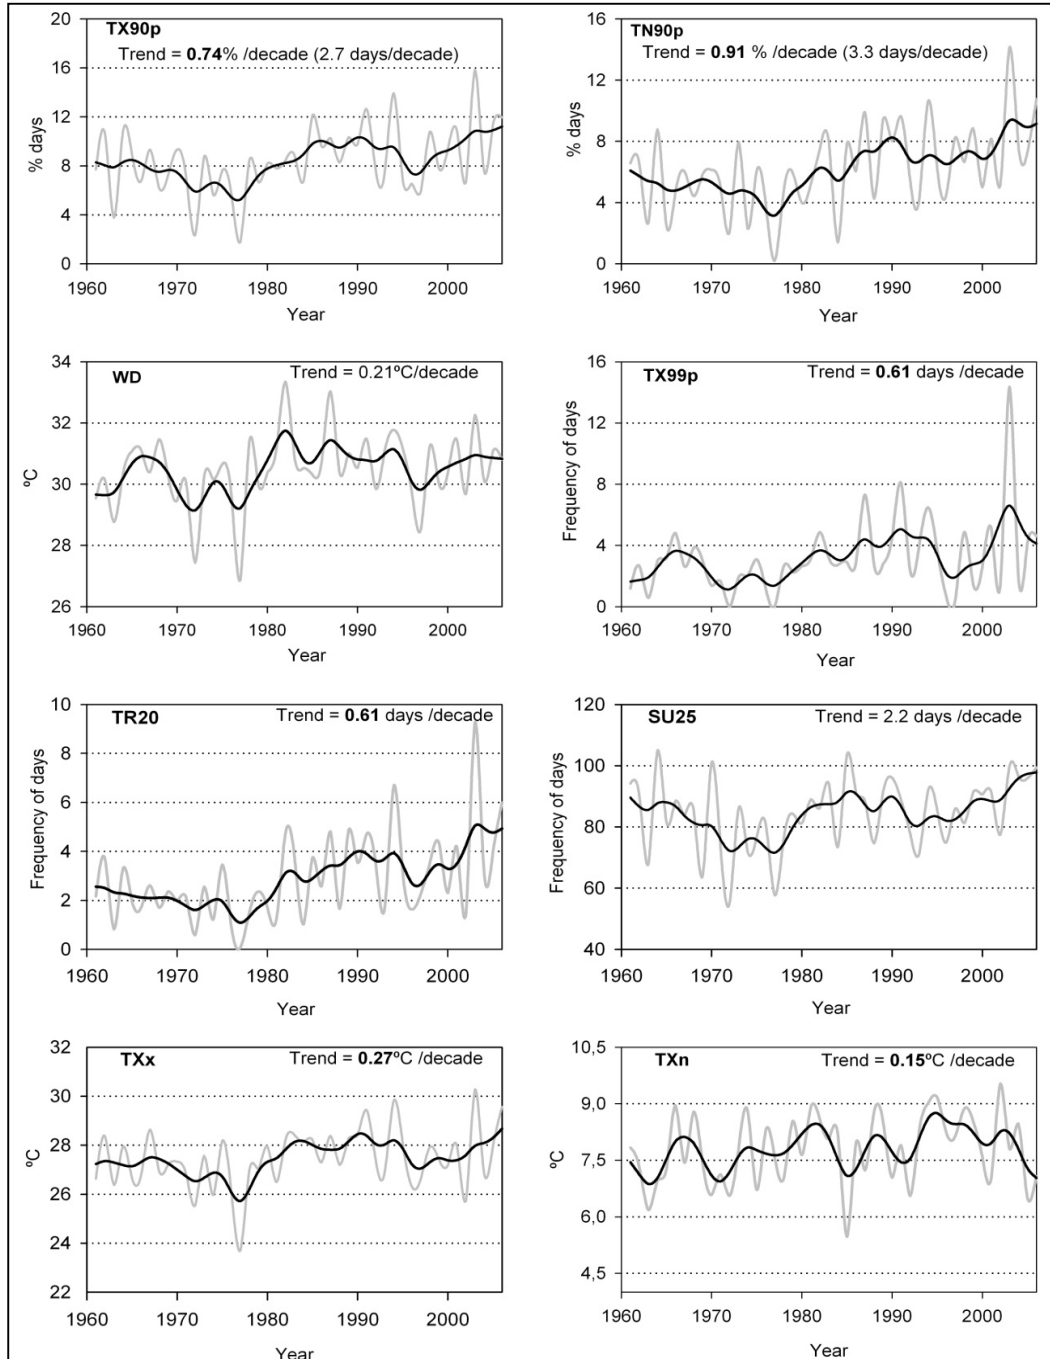 TX90p
Trend = 0.74% /decade (2.7 days/decade)
20
16
12
8
4
0
% days
1960 1970 1980 1990 2000
Year
TN90p
Trend = 0.91 % /decade (3.3 days/decade)
16
12
8
4
0
% days
1960 1970 1980 1990 2000
Year
WD
Trend = 0.21ºC/decade
34
32
30
28
26
ºC
1960 1970 1980 1990 2000
Year
TX99p
Trend = 0.61 days /decade
16
12
8
4
0
Frequency of days
1960 1970 1980 1990 2000
Year
TR20
Trend = 0.61 days /decade
10
8
6
4
2
0
Frequency of days
1960 1970 1980 1990 2000
Year
SU25
Trend = 2.2 days /decade
120
100
80
60
40
Frequency of days
1960 1970 1980 1990 2000
Year
TXx
Trend = 0.27ºC /decade
32
30
28
26
24
22
ºC
1960 1970 1980 1990 2000
Year
TXn
Trend = 0.15ºC /decade
10,5
9,0
7,5
6,0
4,5
ºC
1960 1970 1980 1990 2000
Year